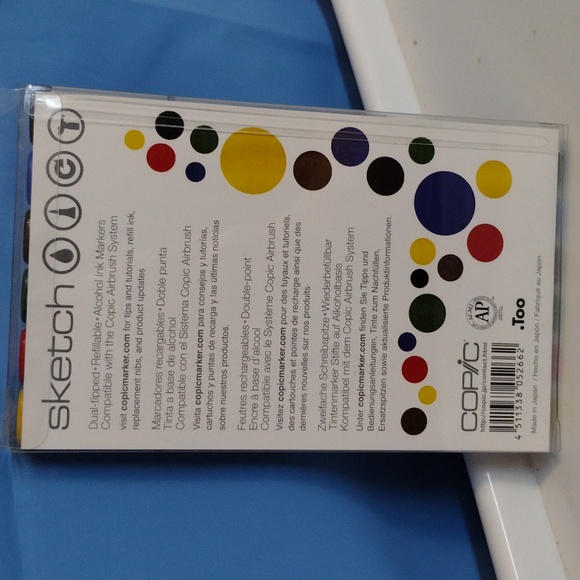 sketch
Dual-tipped•Refillable•Alcohol ink Markers
Compatible with the Copic Airbrush System
visit copicmarker.com for tips and tutorials, refill ink,
replacement nibs, and product updates
Marcadores recargables•Doble punta
Tinta a base de alcohol
Compatible con el Sistema Copic Airbrush
Visita copicmarker.com para consejos y tutorias,
cartuchos y puntas de recarga y las últimas noticias
sobre nuestros productos.
Feutres rechargeables•Double-point
Encre à base d'alcool
Compatible avec le Système Copic Airbrush
Visitez copicmarker.com pour des tuyaux et tutoriels,
des cartouches et pointes de recharge ainsi que des
dernières nouvelles sur nos produits
Zweifache Schreibspitze•Wiederbefüllbar
Tintenmarker Stifte auf Alkoholbasis
Kompatibel mit dem Copic Airbrush System
Unter copicmarker.com finden Sie Tipps und
Bedienungsanleitungen, Tinte zum Nachfüllen,
Ersatzspitzen sowie aktualisierte Produktinformationen.
COPIC
http://copic.jp/contact.html
4 511338 052662
AP
.Too
Made in Japan / Hecho en Japón / Fabriqué au Japon